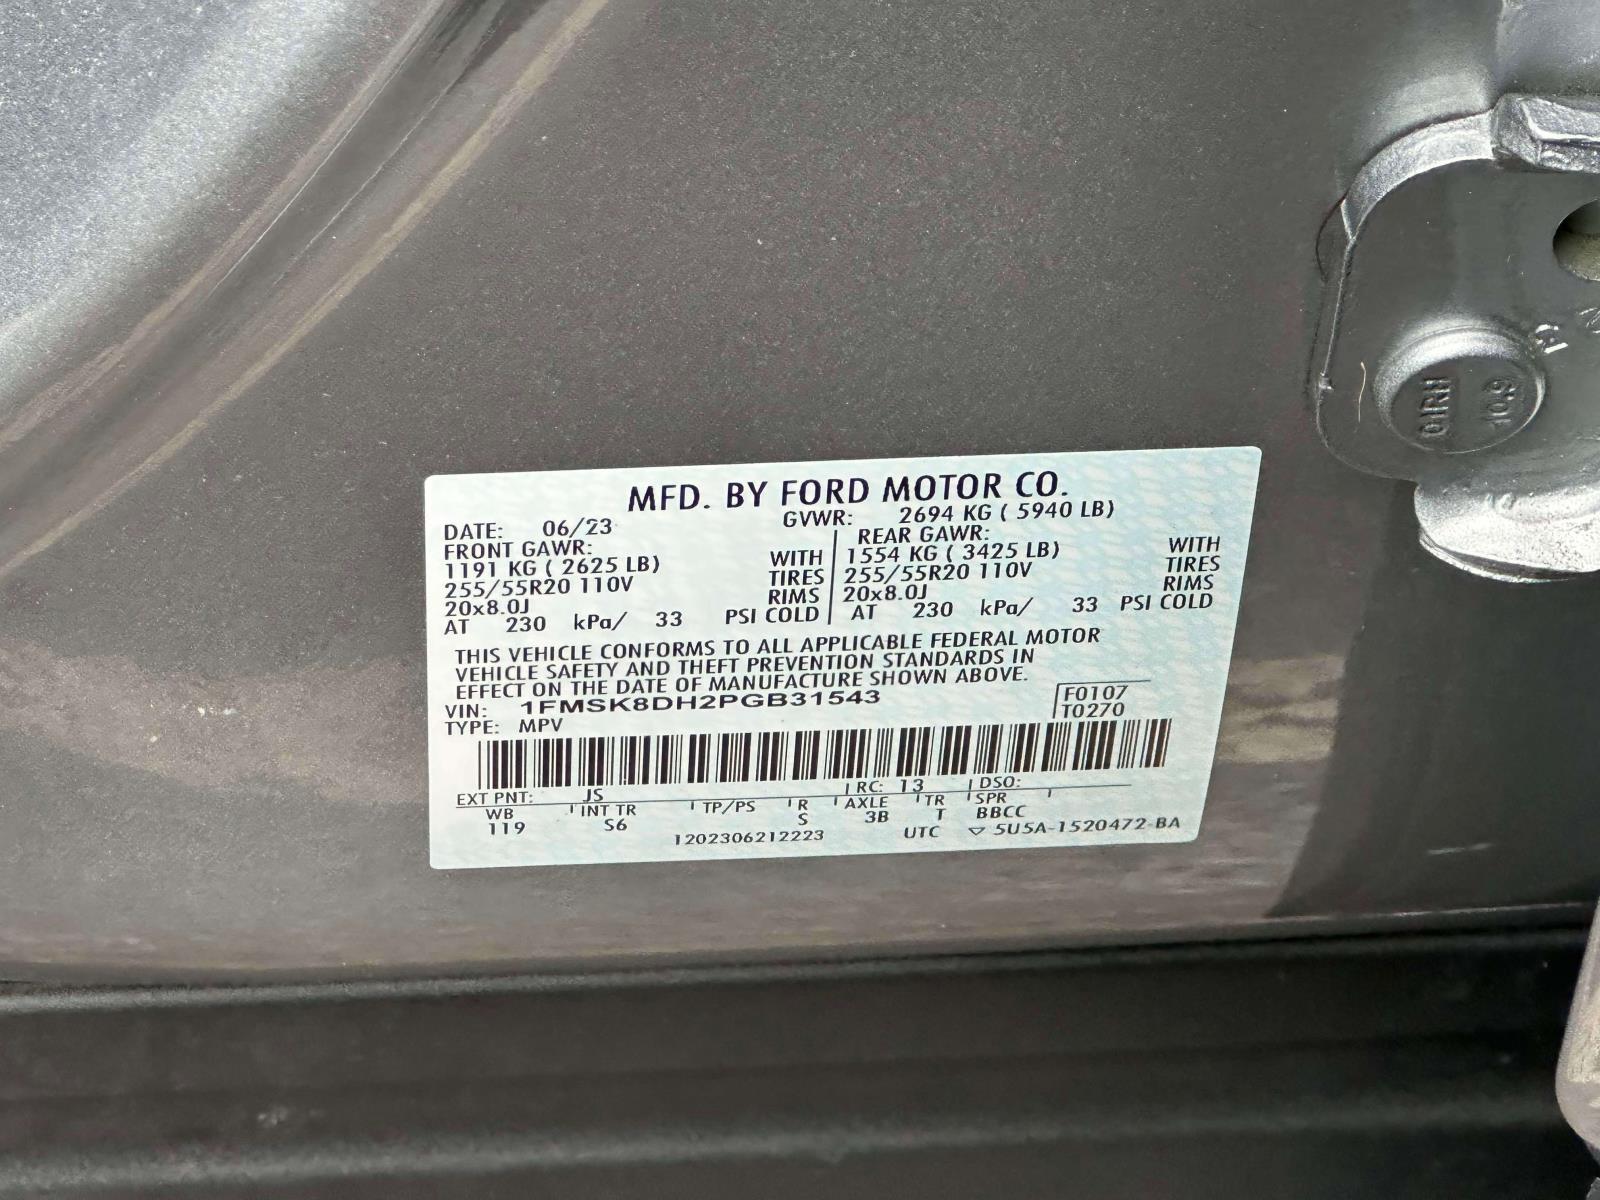 MFD. BY FORD MOTOR CO.
DATE: 06/23 GVWR: 2694 KG ( 5940 LB)
FRONT GAWR: REAR GAWR:
1191 KG ( 2625 LB) WITH 1554 KG ( 3425 LB) WITH
255/55R20 110V TIRES 255/55R20 110V TIRES
20x8.0J RIMS 20x8.0J RIMS
AT 230 kPa/ 33 PSI COLD AT 230 kPa/ 33 PSI COLD
THIS VEHICLE CONFORMS TO ALL APPLICABLE FEDERAL MOTOR
VEHICLE SAFETY AND THEFT PREVENTION STANDARDS IN
EFFECT ON THE DATE OF MANUFACTURE SHOWN ABOVE.
VIN: 1FMSK8DH2PGB31543 F0107
TYPE: MPV T0270
EXT PNT: JS RC: 13 DSO:
WB INT TR TP/PS R AXLE TR SPR
119 S6 S 3B T BBCC
1202306212223 UTC ▽ 5U5A-1520472-BA
10.9